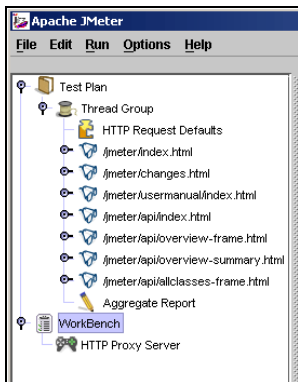 Apache JMeter
File Edit Run Options Help
Test Plan
Thread Group
HTTP Request Defaults
/jmeter/index.html
/jmeter/changes.html
/jmeter/usermanual/index.html
/jmeter/api/index.html
/jmeter/api/overview-frame.html
/jmeter/api/overview-summary.html
/jmeter/api/allclasses-frame.html
Aggregate Report
WorkBench
HTTP Proxy Server